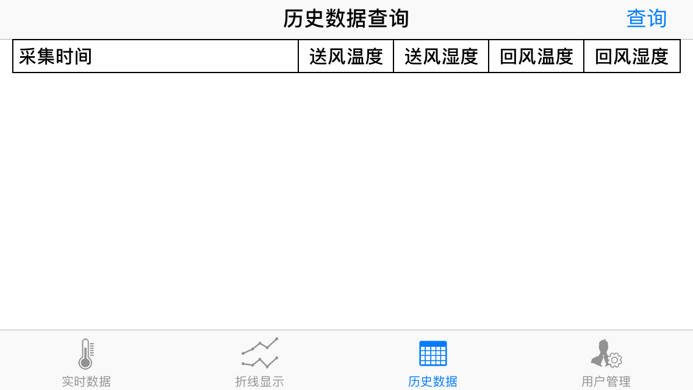 历史数据查询 查询
采集时间 送风温度 送风湿度 回风温度 回风湿度
实时数据 折线显示 历史数据 用户管理